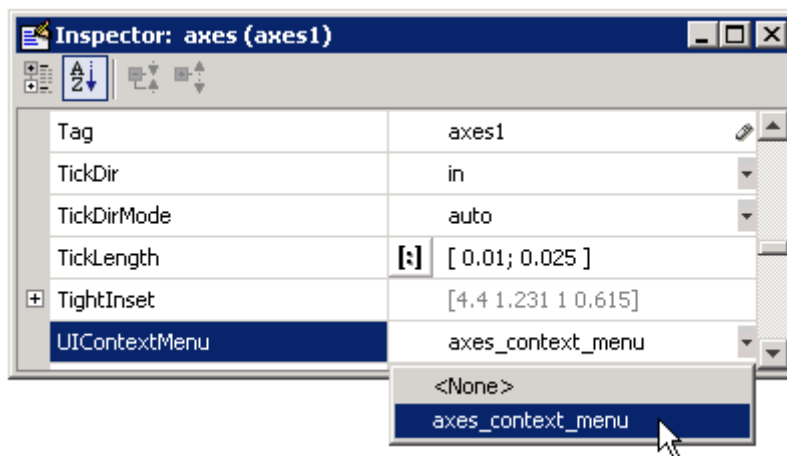 Inspector: axes (axes1)
A
Z
Tag axes1
TickDir in
TickDirMode auto
TickLength [:] [ 0.01; 0.025 ]
TightInset [4.4 1.231 1 0.615]
UIContextMenu axes_context_menu
<None>
axes_context_menu